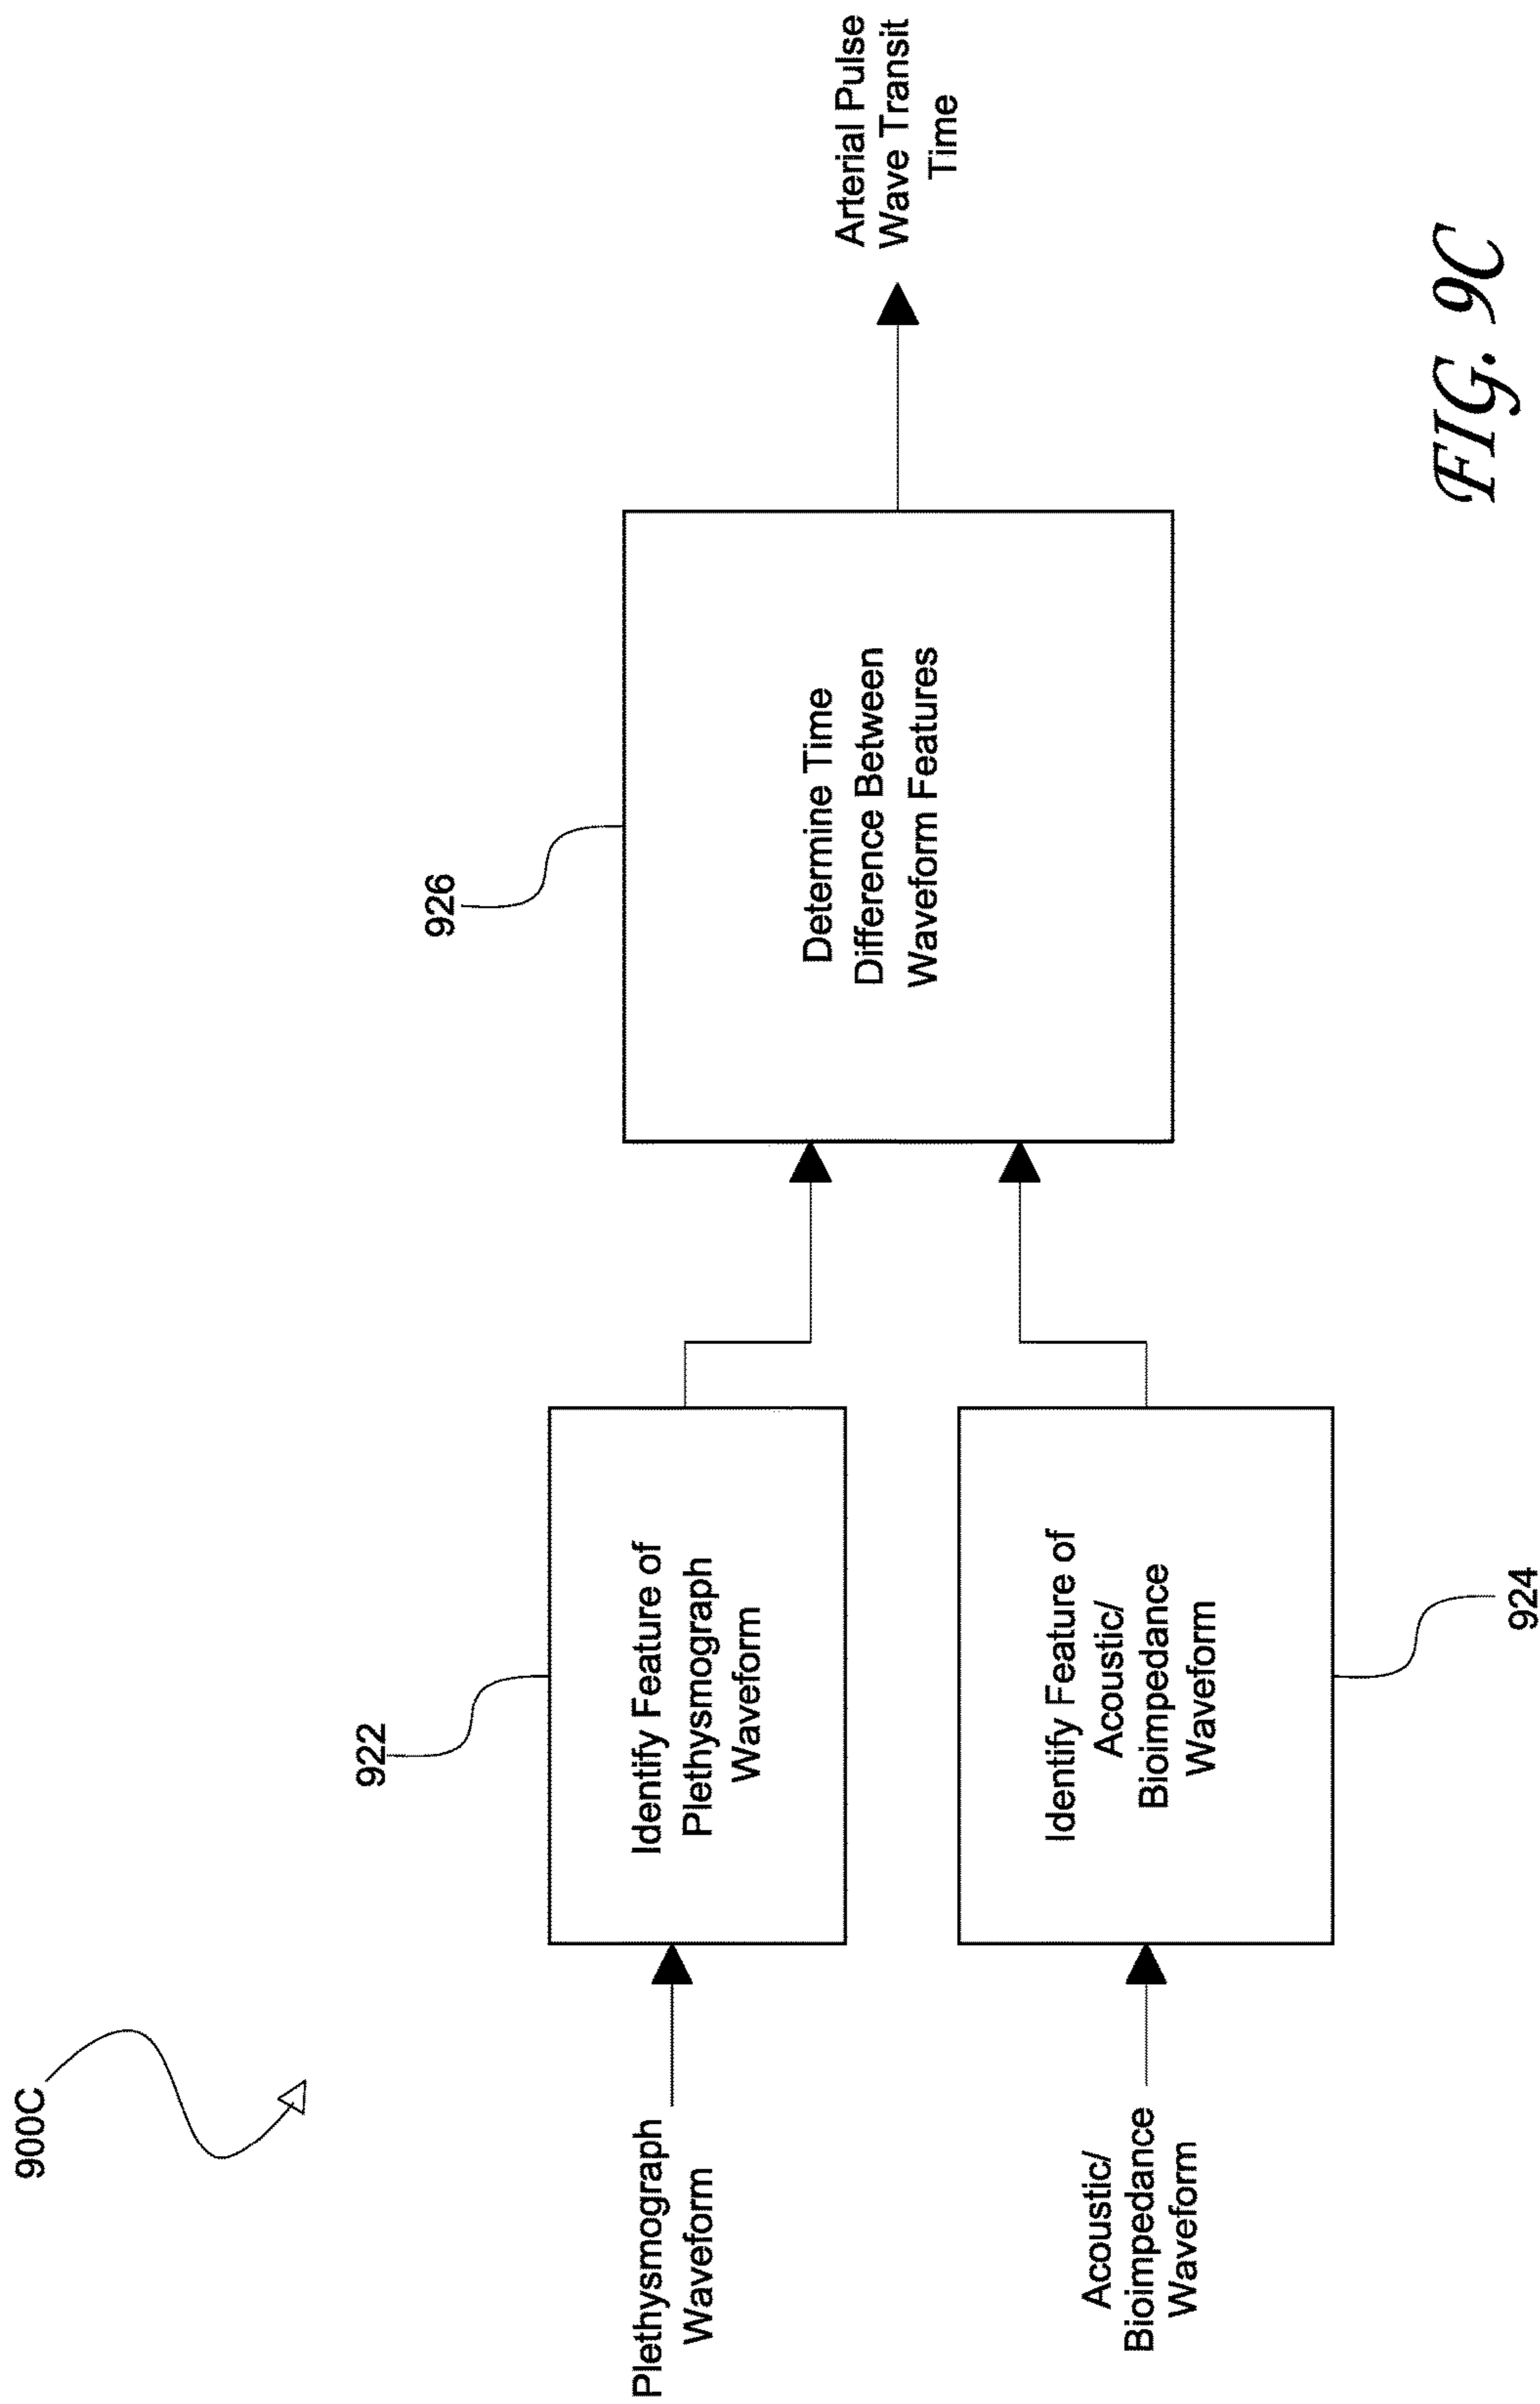 900C
922
926
Plethysmograph
Waveform
Identify Feature of
Plethysmograph
Waveform
Determine Time
Difference Between
Waveform Features
Arterial Pulse
Wave Transit
Time
Acoustic/
Bioimpedance
Waveform
Identify Feature of
Acoustic/
Bioimpedance
Waveform
924
FIG. 9C